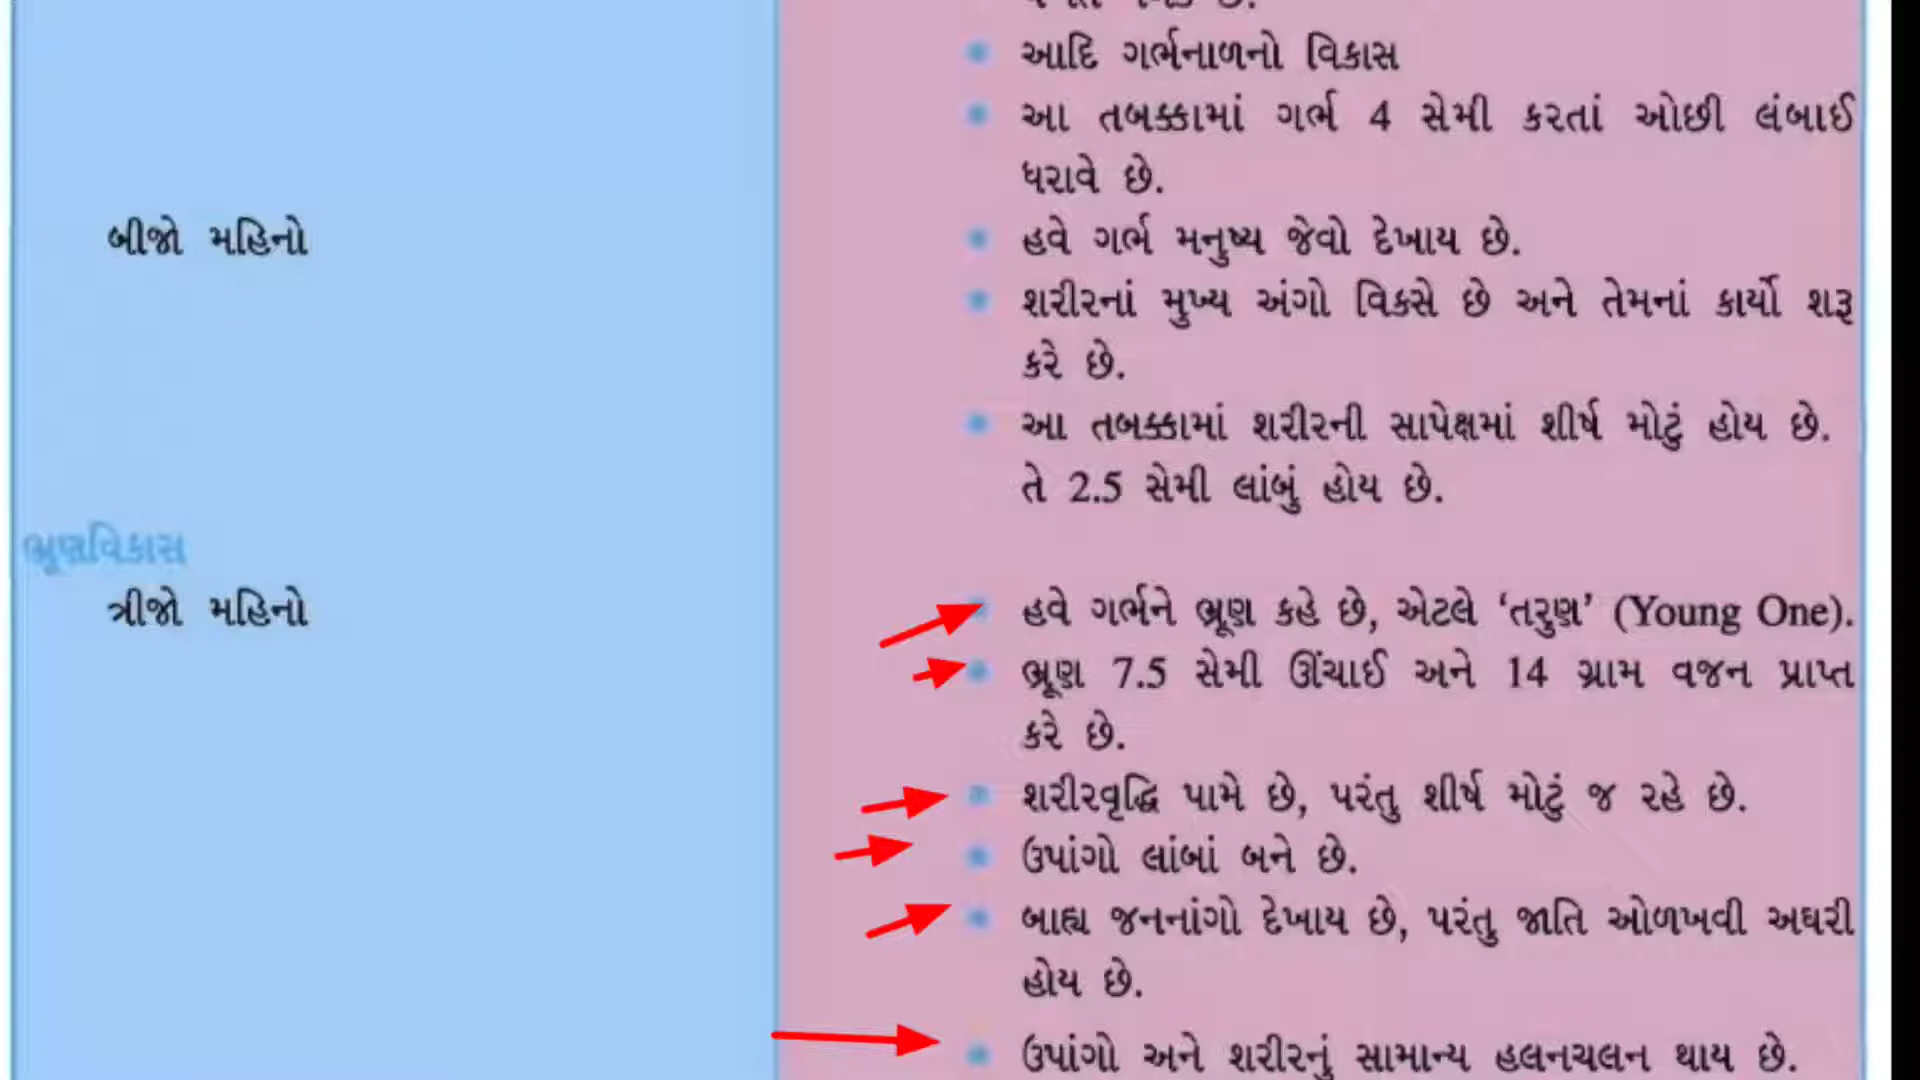 આદિ ગર્ભનાળનો વિકાસ
આ તબક્કામાં ગર્ભ 4 સેમી કરતાં ઓછી લંબાઈ
ધરાવે છે.
બીજો મહિનો
હવે ગર્ભ મનુષ્ય જેવો દેખાય છે.
શરીરનાં મુખ્ય અંગો વિકસે છે અને તેમનાં કાર્યો શરૂ
કરે છે.
આ તબક્કામાં શરીરની સાપેક્ષમાં શીર્ષ મોટું હોય છે.
તે 2.5 સેમી લાંબું હોય છે.
ભ્રૂણવિકાસ
ત્રીજો મહિનો
હવે ગર્ભને ભ્રૂણ કહે છે, એટલે ‘તરુણ’ (Young One).
ભ્રૂણ 7.5 સેમી ઊંચાઈ અને 14 ગ્રામ વજન પ્રાપ્ત
કરે છે.
શરીરવૃદ્ધિ પામે છે, પરંતુ શીર્ષ મોટું જ રહે છે.
ઉપાંગો લાંબાં બને છે.
બાહ્ય જનનાંગો દેખાય છે, પરંતુ જાતિ ઓળખવી અઘરી
હોય છે.
ઉપાંગો અને શરીરનું સામાન્ય હલનચલન થાય છે.